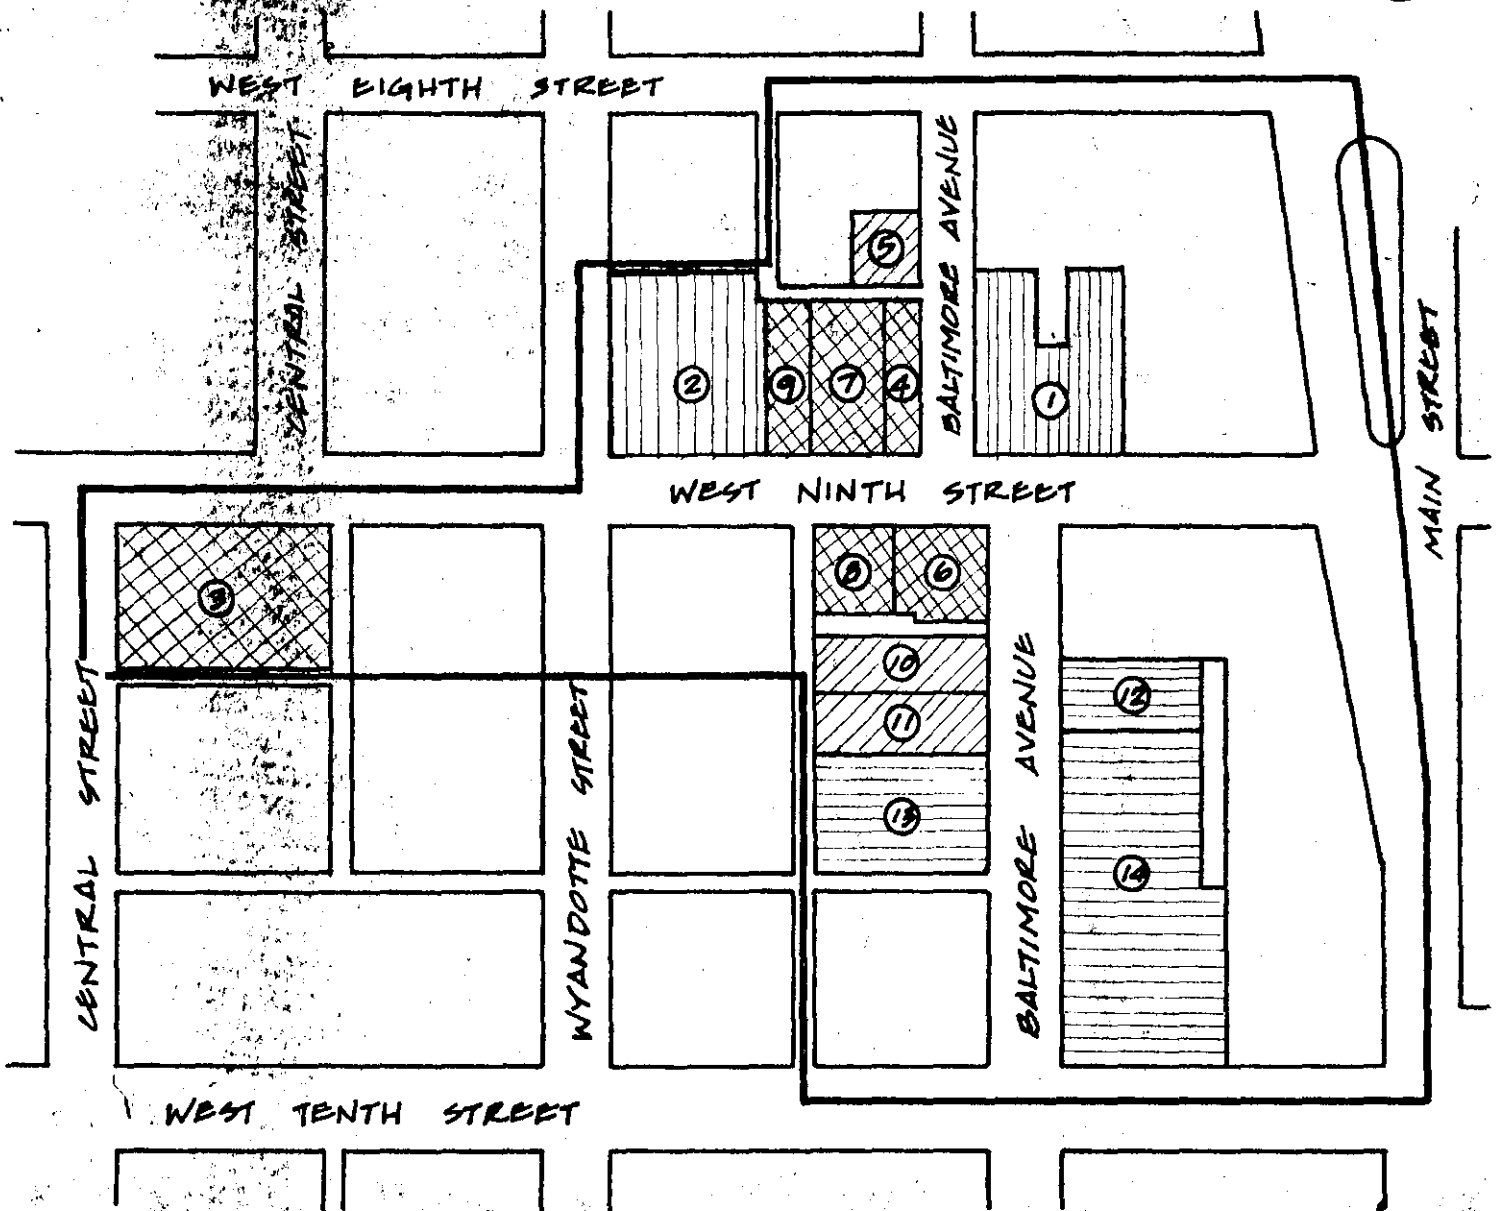 WEST EIGHTH STREET
CENTRAL STREET
BALTIMORE AVENUE
5
2
9
7
4
1
MAIN STREET
WEST NINTH STREET
3
8
6
10
11
12
13
14
CENTRAL STREET
WYANDOTTE STREET
BALTIMORE AVENUE
WEST TENTH STREET